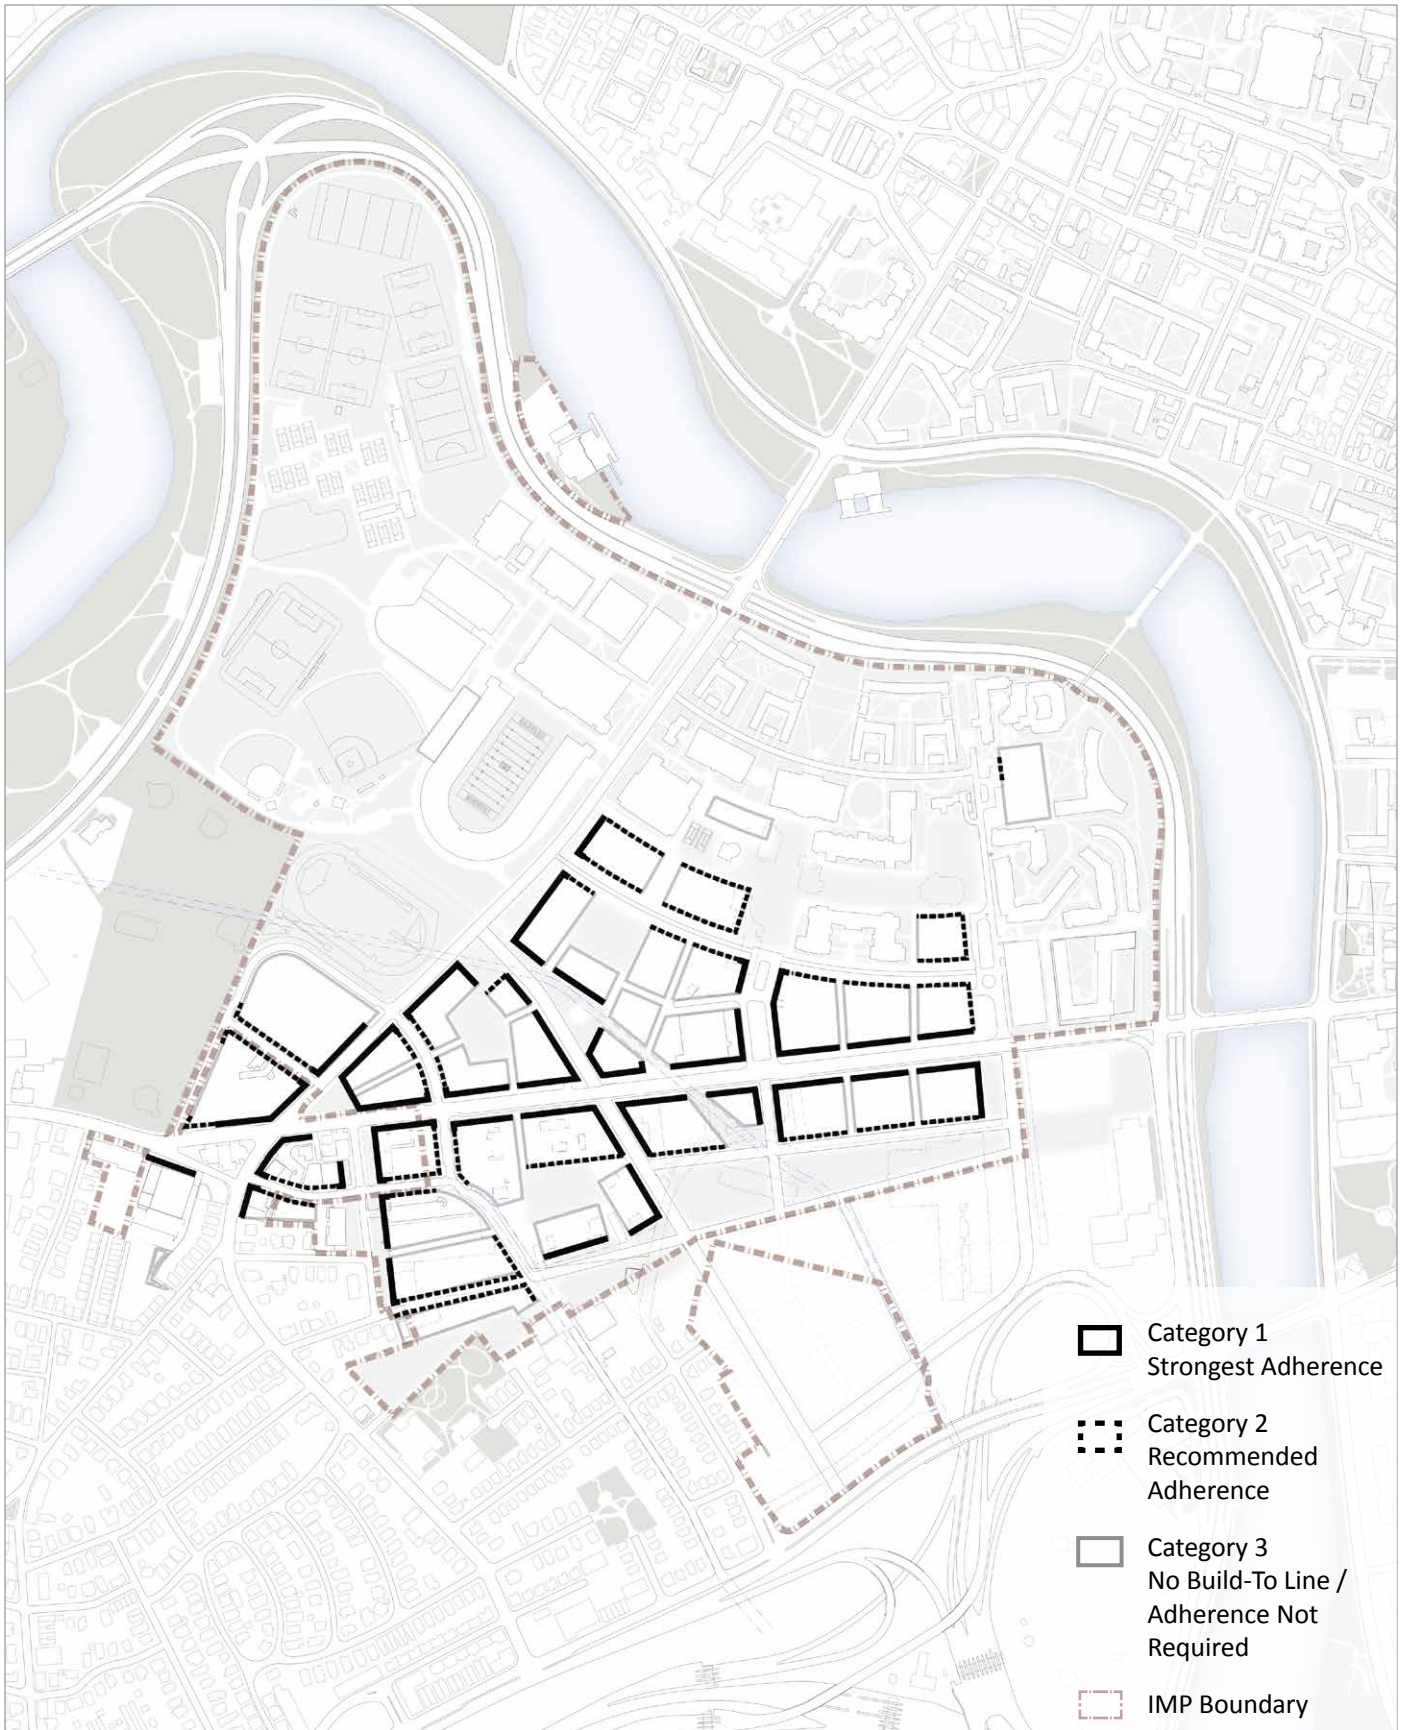 Category 1
Strongest Adherence
Category 2
Recommended
Adherence
Category 3
No Build-To Line /
Adherence Not
Required
IMP Boundary